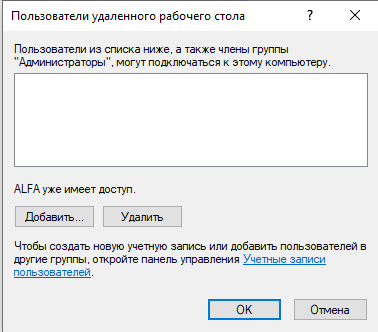 Пользователи удаленного рабочего стола
Пользователи из списка ниже, а также члены группы
"Администраторы", могут подключаться к этому компьютеру.
ALFA уже имеет доступ.
Добавить...
Удалить
Чтобы создать новую учетную запись или добавить пользователей в
другие группы, откройте панель управления Учетные записи
пользователей.
OK
Отмена